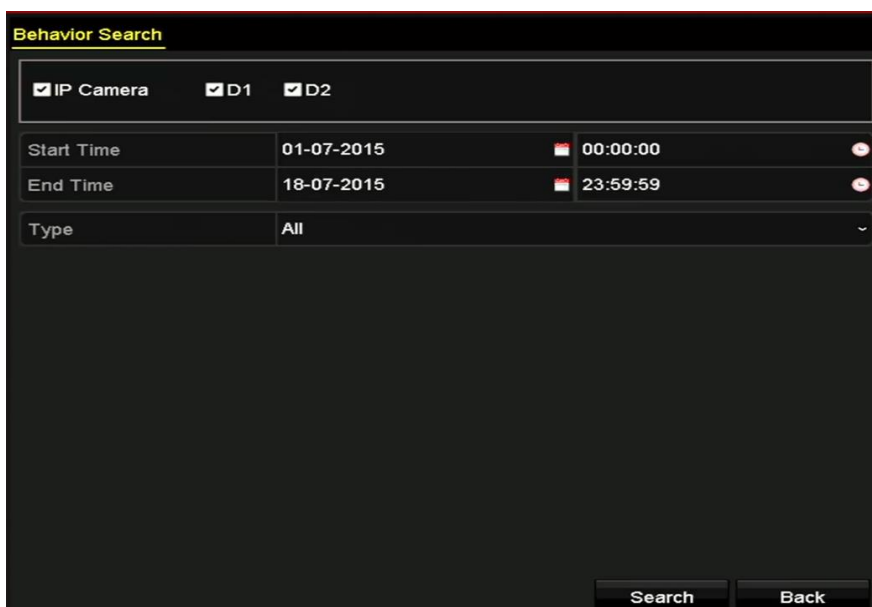 Behavior Search
IP Camera D1 D2
Start Time 01-07-2015 00:00:00
End Time 18-07-2015 23:59:59
Type All
Search Back